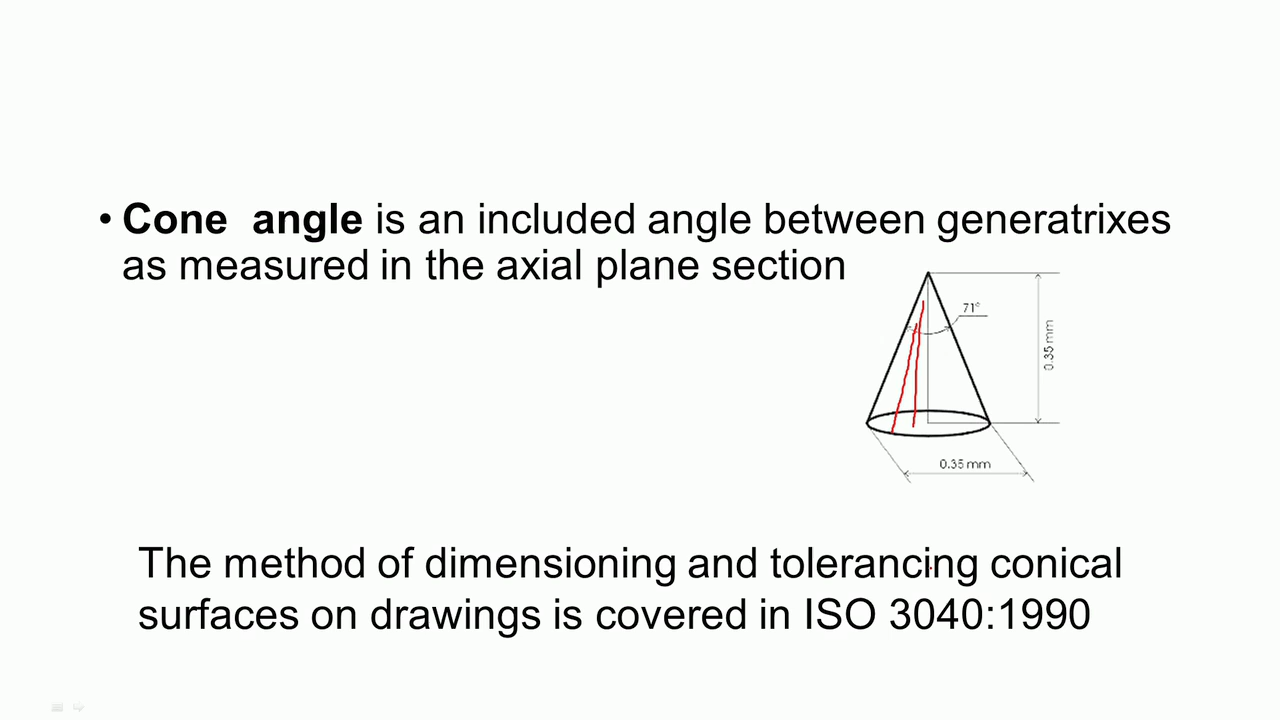 • Cone angle is an included angle between generatrixes
as measured in the axial plane section
71°
0.35 mm
0.35 mm
The method of dimensioning and tolerancing conical
surfaces on drawings is covered in ISO 3040:1990